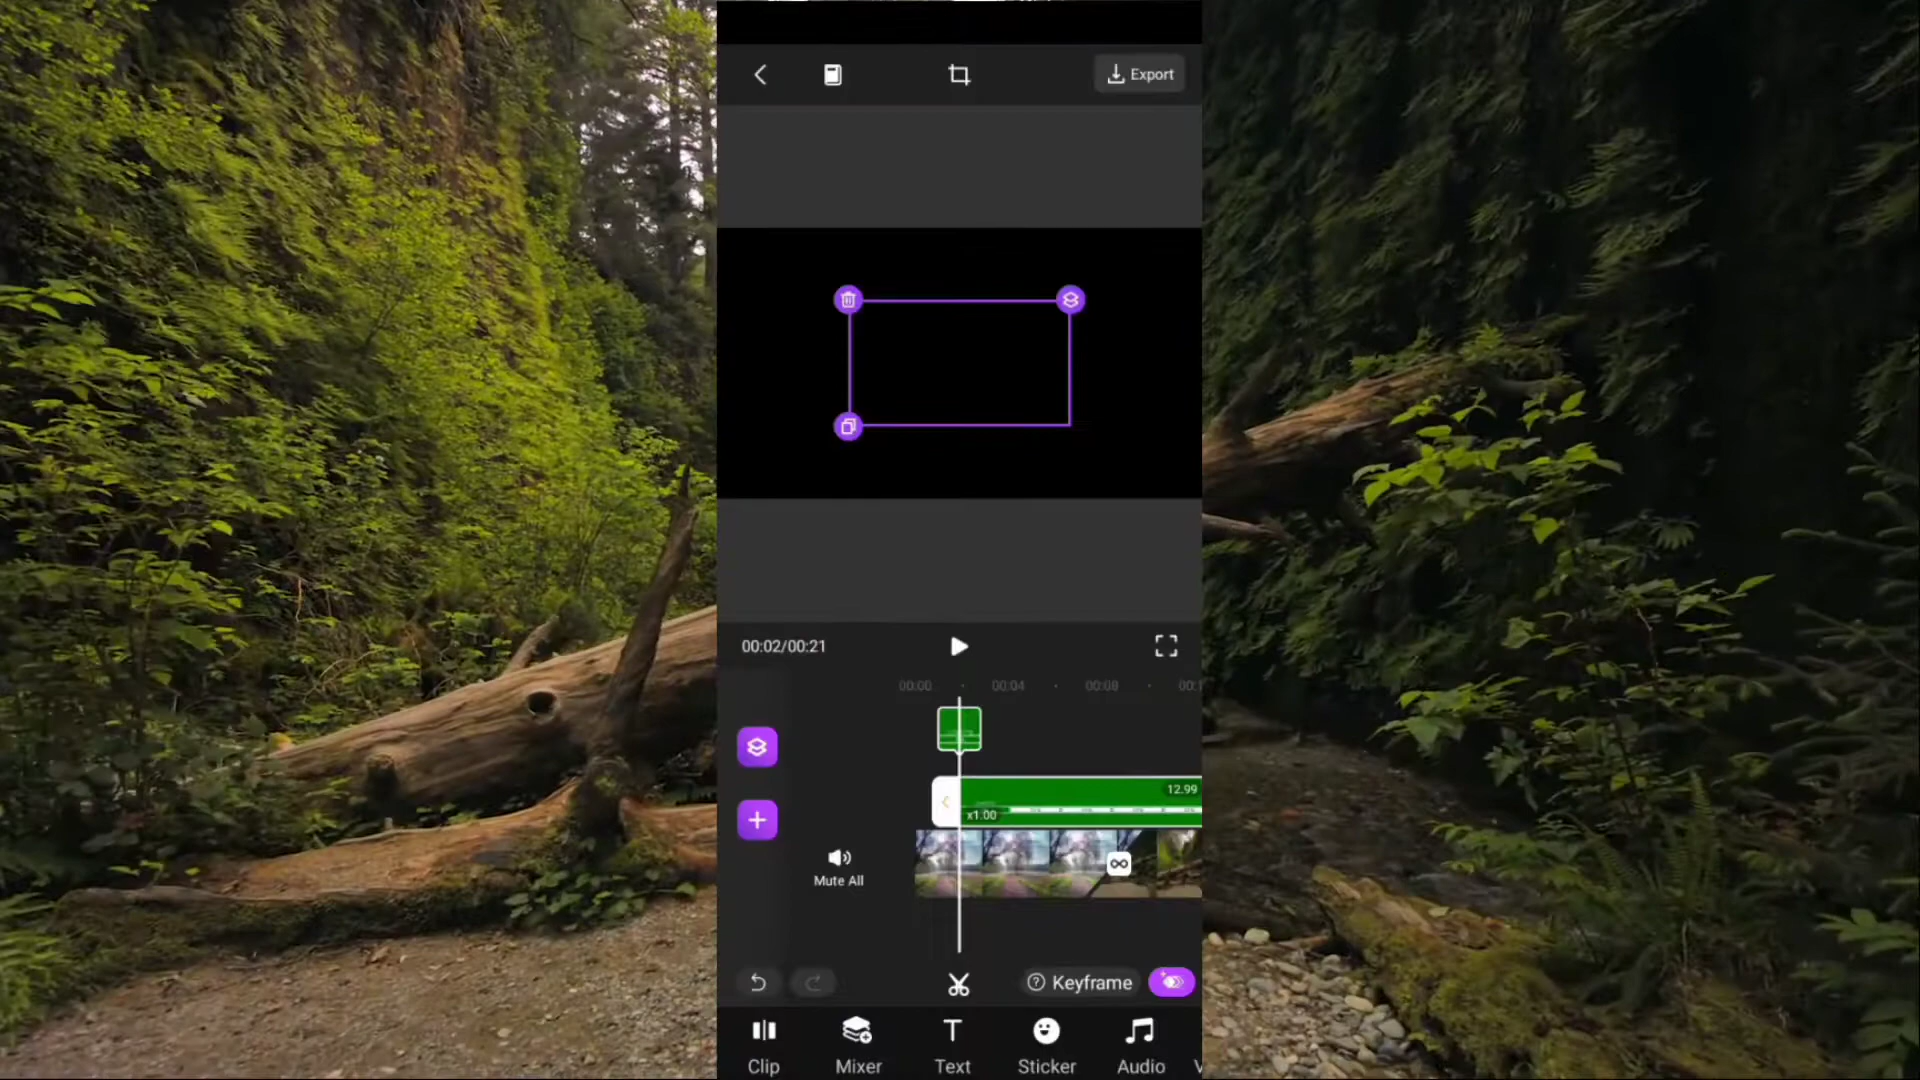 Export
00:02/00:21
00:00
00:04
00:08
12.99
x1.00
Mute All
Keyframe
Clip
Mixer
Text
Sticker
Audio